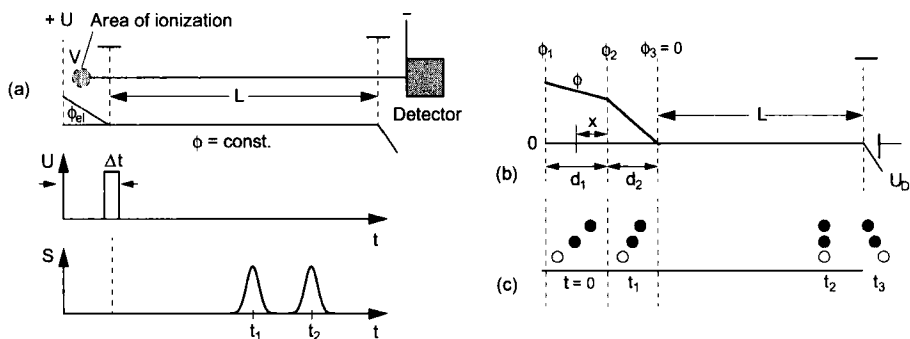 + U
Area of ionization
V
–
(a)
L
Detector
ϕel
ϕ = const.
U
Δt
t
S
t1
t2
t
ϕ1
ϕ2
ϕ3 = 0
ϕ
x
L
0
d1
d2
UD
(b)
(c)
t = 0
t1
t2
t3